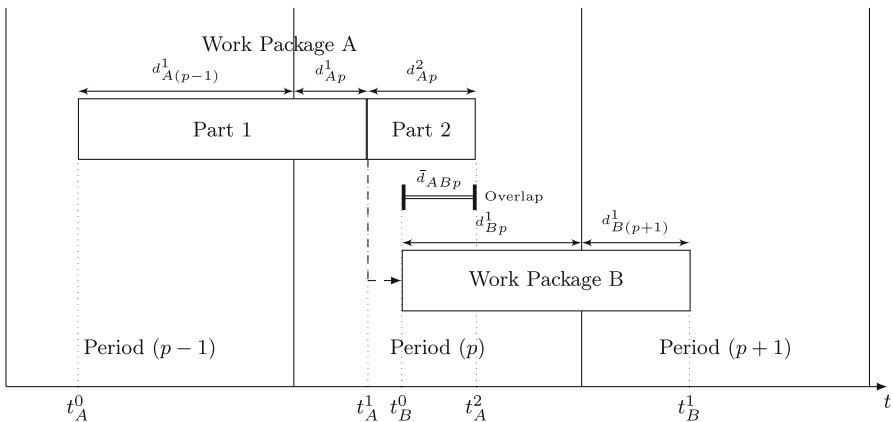 Work Package A
d^1_{A(p−1)} d^1_{Ap} d^2_{Ap}
Part 1 Part 2
d̄_{ABp}
Overlap
d^1_{Bp} d^1_{B(p+1)}
Work Package B
Period (p − 1) Period (p) Period (p + 1)
t^0_A t^1_A t^0_B t^2_A t^1_B t